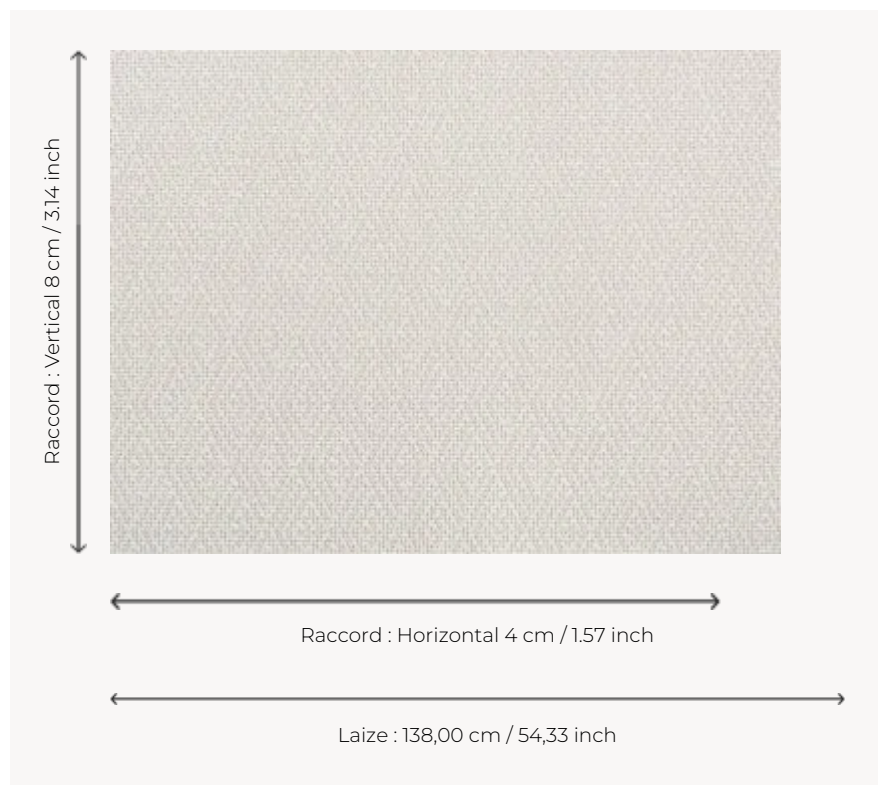 Raccord : Vertical 8 cm / 3.14 inch
Raccord : Horizontal 4 cm / 1.57 inch
Laize : 138,00 cm / 54,33 inch